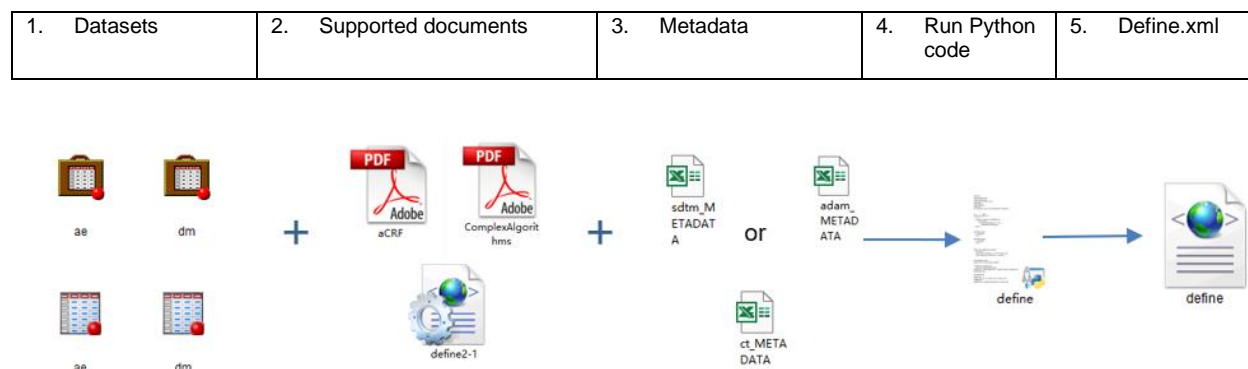 1. Datasets
2. Supported documents
3. Metadata
4. Run Python
code
5. Define.xml
PDF
Adobe
aCRF
PDF
Adobe
ComplexAlgorit
hms
ae
dm
+
+
sdtm_M
ETADAT
A
or
adam_
METAD
ATA
define
define
define2-1
ct_META
DATA
ae
dm